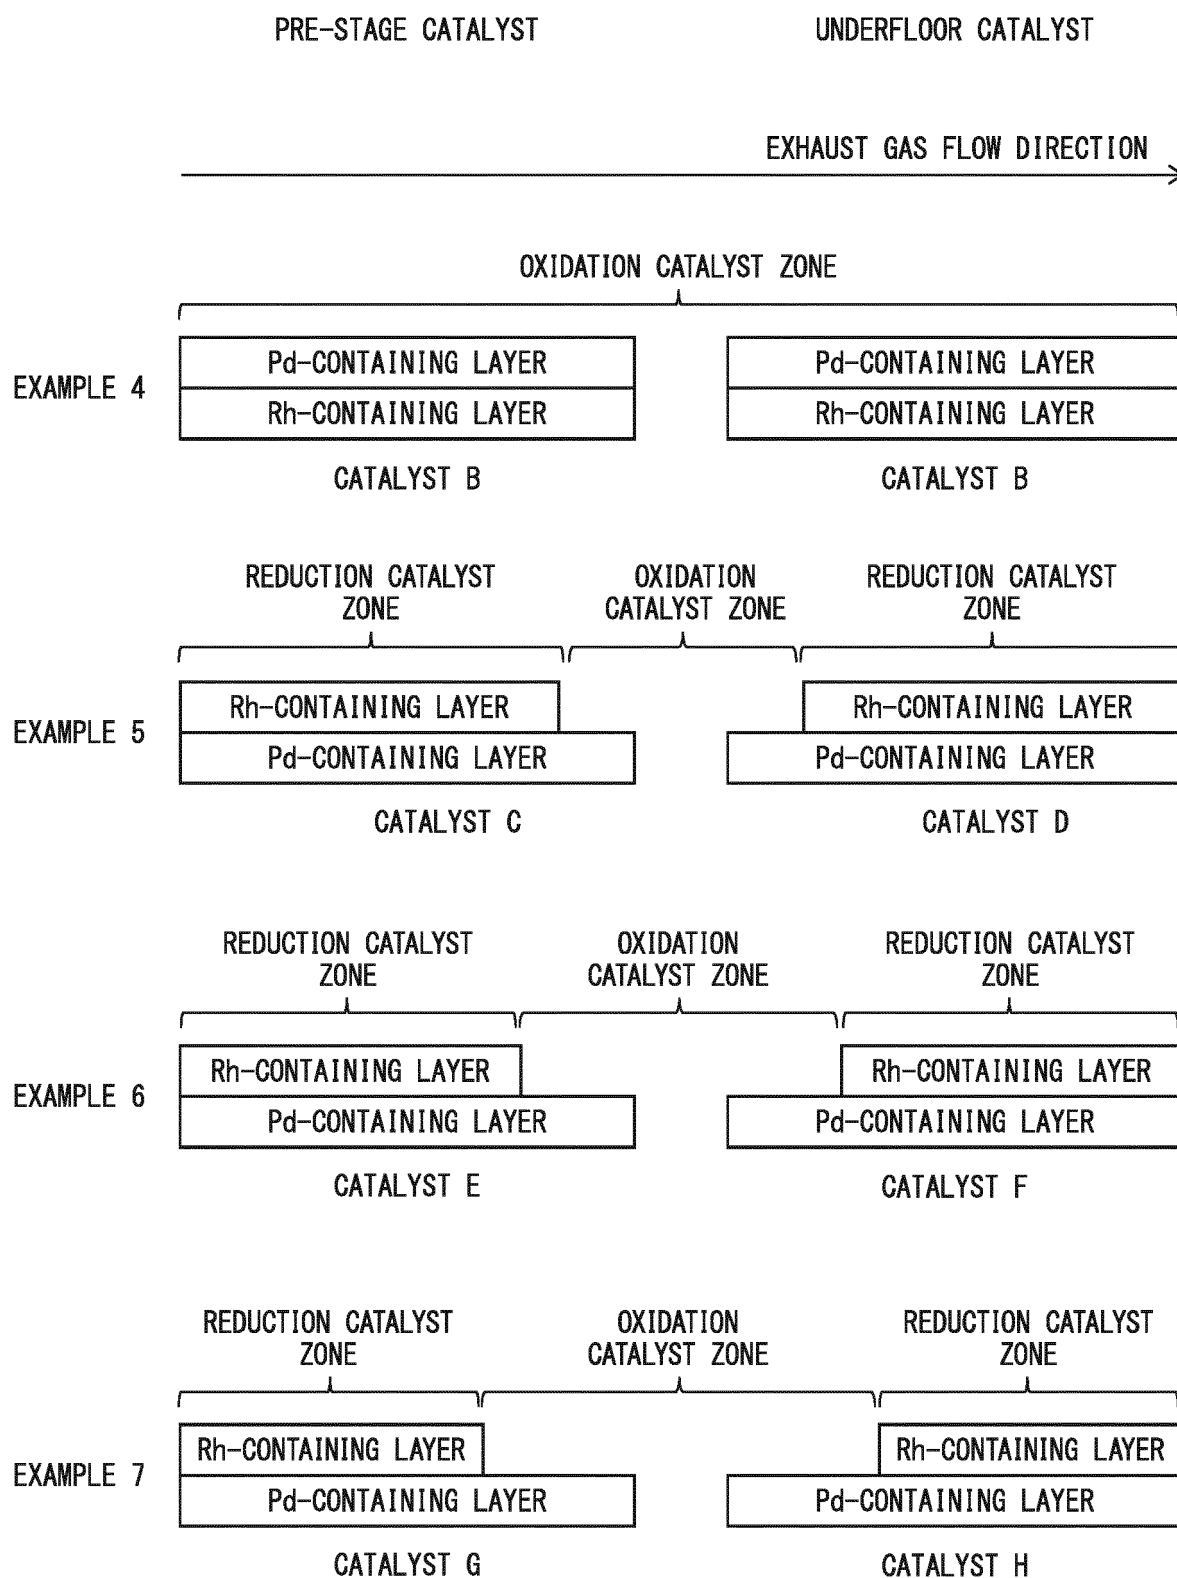 PRE-STAGE CATALYST
UNDERFLOOR CATALYST
EXHAUST GAS FLOW DIRECTION
OXIDATION CATALYST ZONE
EXAMPLE 4
Pd-CONTAINING LAYER
Rh-CONTAINING LAYER
CATALYST B
Pd-CONTAINING LAYER
Rh-CONTAINING LAYER
CATALYST B
REDUCTION CATALYST
ZONE
OXIDATION
CATALYST ZONE
REDUCTION CATALYST
ZONE
EXAMPLE 5
Rh-CONTAINING LAYER
Pd-CONTAINING LAYER
CATALYST C
Rh-CONTAINING LAYER
Pd-CONTAINING LAYER
CATALYST D
REDUCTION CATALYST
ZONE
OXIDATION
CATALYST ZONE
REDUCTION CATALYST
ZONE
EXAMPLE 6
Rh-CONTAINING LAYER
Pd-CONTAINING LAYER
CATALYST E
Rh-CONTAINING LAYER
Pd-CONTAINING LAYER
CATALYST F
REDUCTION CATALYST
ZONE
OXIDATION
CATALYST ZONE
REDUCTION CATALYST
ZONE
EXAMPLE 7
Rh-CONTAINING LAYER
Pd-CONTAINING LAYER
CATALYST G
Rh-CONTAINING LAYER
Pd-CONTAINING LAYER
CATALYST H